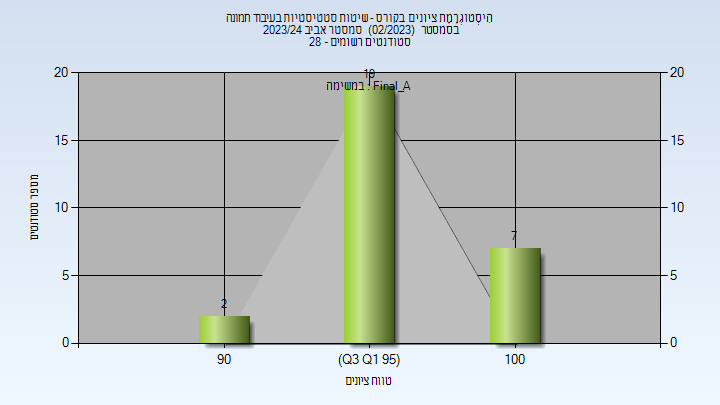 הִיסְטוֹגְרַמַת ציונים בקורס - שיטות סטטיסטיות בעיבוד תמונה
בסמסטר (02/2023) סמסטר אביב 2023/24
סטודנטים רשומים - 28
במשימה : Final_A
20
15
10
5
0
20
15
10
5
0
מספר סטודנטים
2
19
7
90
(Q3 Q1 95)
100
טווח ציונים